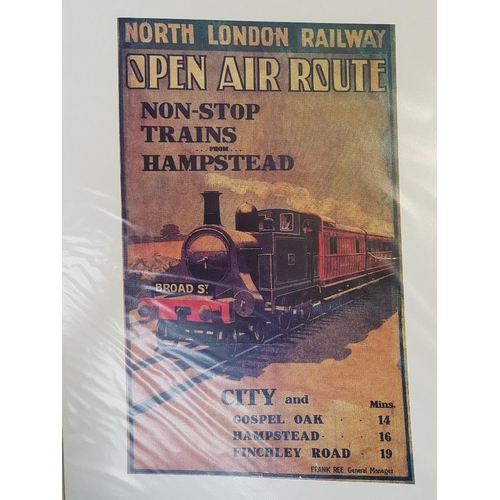 NORTH LONDON RAILWAY
OPEN AIR ROUTE
NON-STOP
TRAINS
... FROM ...
HAMPSTEAD
BROAD ST
CITY and Mins.
GOSPEL OAK . . 14
HAMPSTEAD . . 16
FINCHLEY ROAD . 19
FRANK REE. General Manager